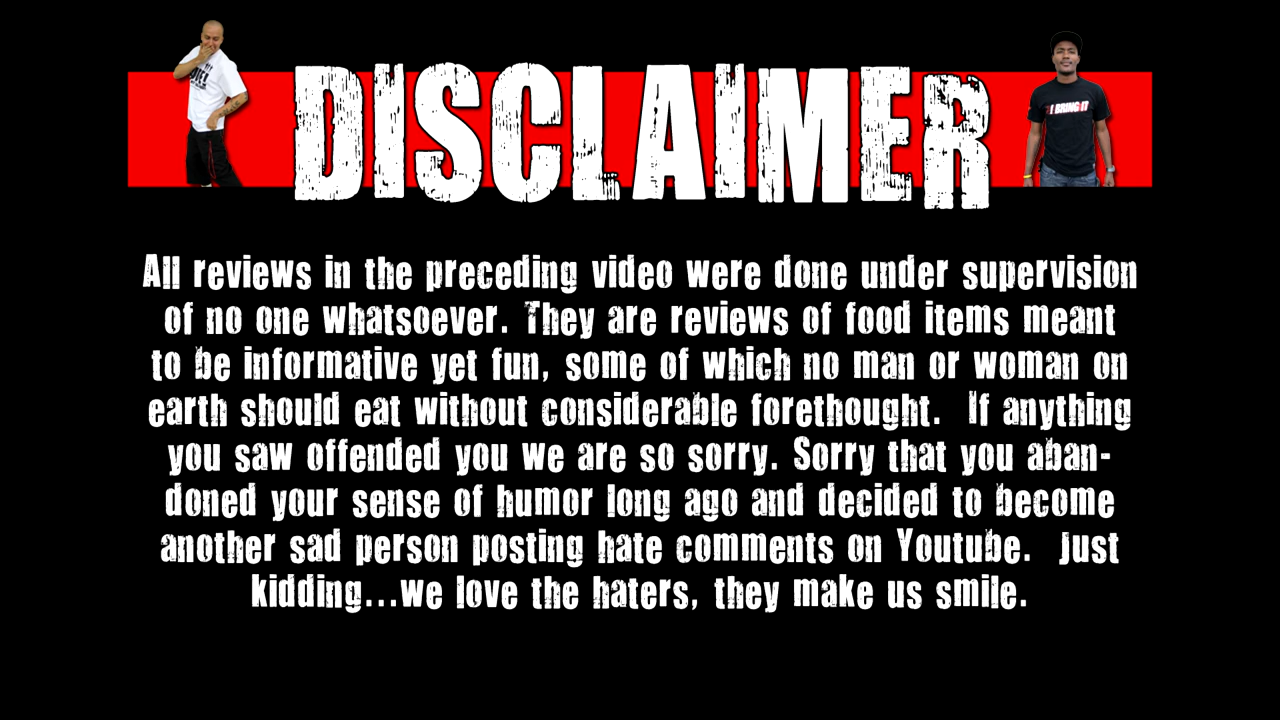 DISCLAIMER
I BRING IT
All reviews in the preceding video were done under supervision
of no one whatsoever. They are reviews of food items meant
to be informative yet fun, some of which no man or woman on
earth should eat without considerable forethought. If anything
you saw offended you we are so sorry. Sorry that you aban-
doned your sense of humor long ago and decided to become
another sad person posting hate comments on Youtube. Just
kidding...we love the haters, they make us smile.